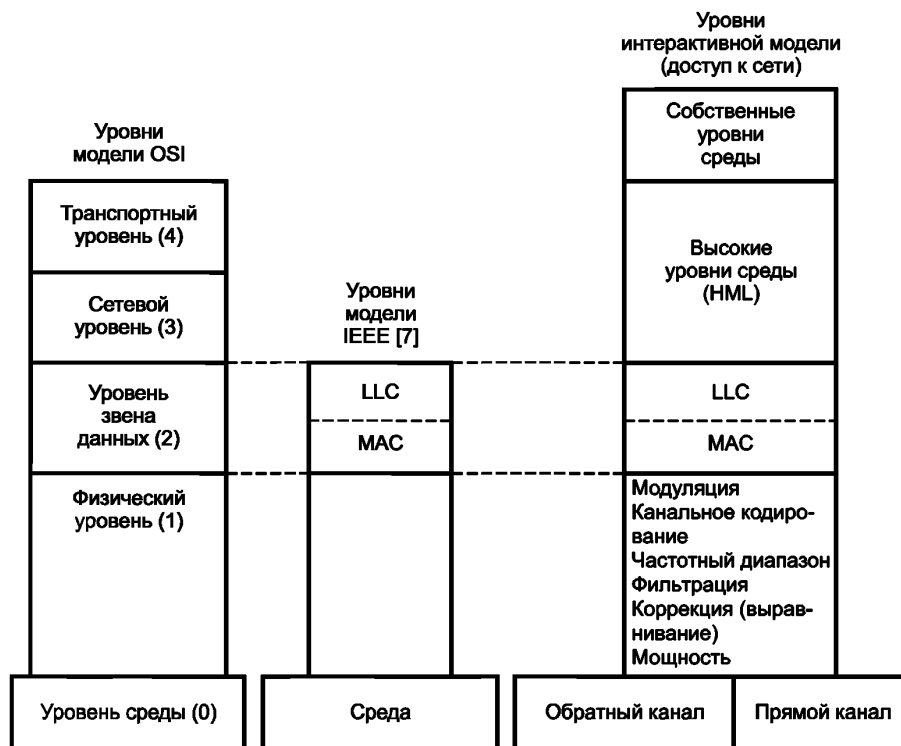 Уровни
модели OSI
Транспортный
уровень (4)
Сетевой
уровень (3)
Уровень
звена
данных (2)
Физический
уровень (1)
Уровень среды (0)
Уровни
модели
IEEE [7]
LLC
MAC
Среда
Уровни
интерактивной модели
(доступ к сети)
Собственные
уровни
среды
Высокие
уровни среды
(HML)
LLC
MAC
Модуляция
Канальное кодиро-
вание
Частотный диапазон
Фильтрация
Коррекция (вырав-
нивание)
Мощность
Обратный канал
Прямой канал